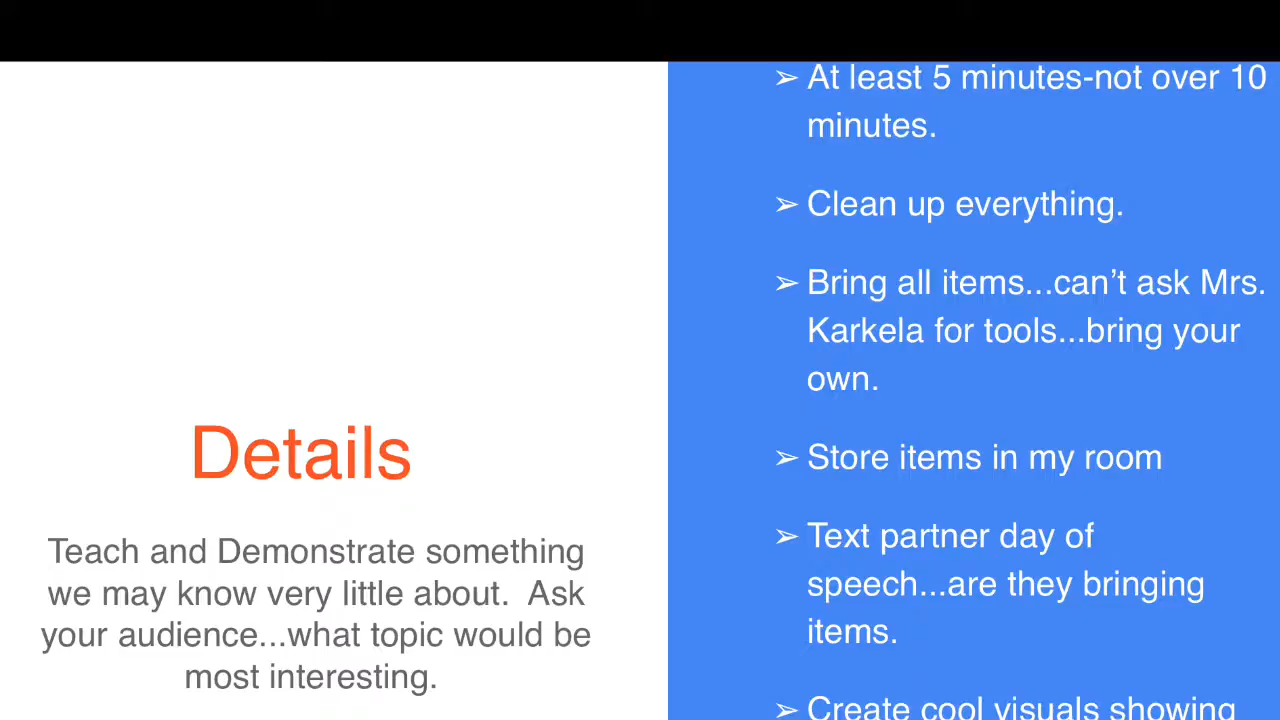 Details
Teach and Demonstrate something
we may know very little about.  Ask
your audience...what topic would be
most interesting.
➢ At least 5 minutes-not over 10
minutes.
➢ Clean up everything.
➢ Bring all items...can’t ask Mrs.
Karkela for tools...bring your
own.
➢ Store items in my room
➢ Text partner day of
speech...are they bringing
items.
➢ Create cool visuals showing